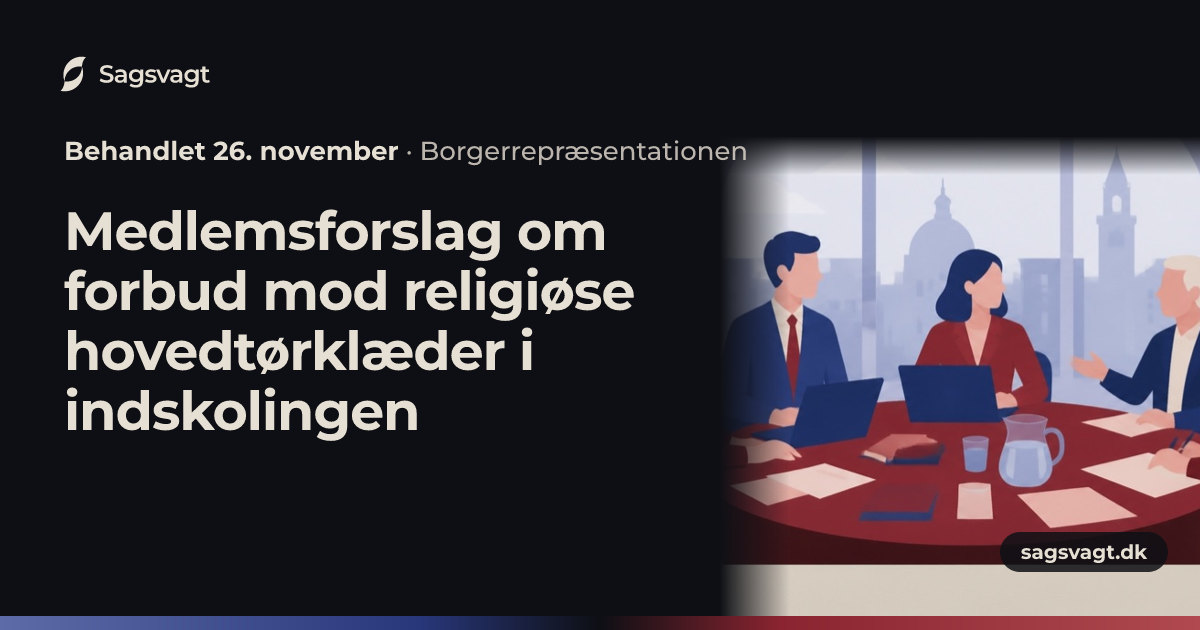 Sagsvagt
Behandlet 26. november · Borgerrepræsentationen
Medlemsforslag om
forbud mod religiøse
hovedtørklæder i
indskolingen
sagsvagt.dk